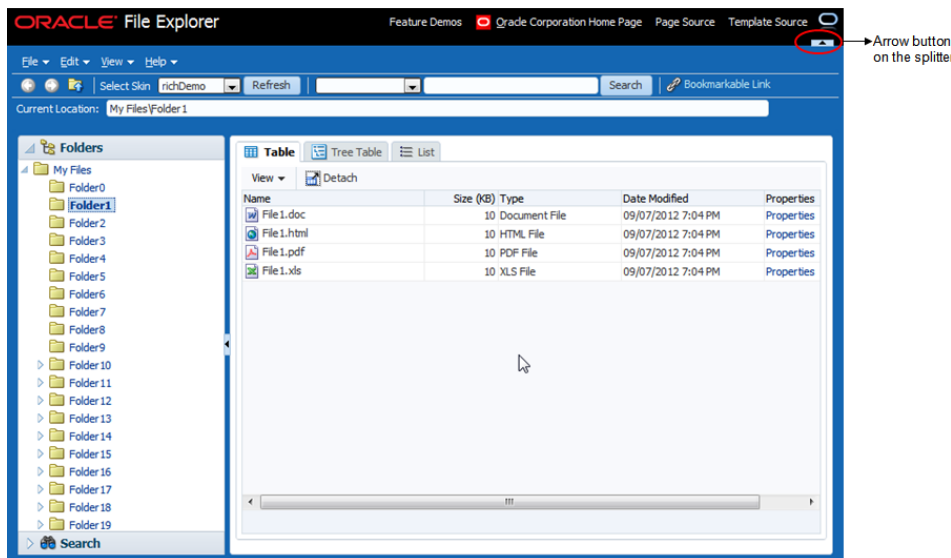 ORACLE File Explorer
Feature Demos Oracle Corporation Home Page Page Source Template Source
Arrow button
on the splitter
File Edit View Help
Select Skin richDemo Refresh Search Bookmarkable Link
Current Location: My Files\Folder1
Folders
My Files
Folder0
Folder1
Folder2
Folder3
Folder4
Folder5
Folder6
Folder7
Folder8
Folder9
Folder10
Folder11
Folder12
Folder13
Folder14
Folder15
Folder16
Folder17
Folder18
Folder19
Search
Table Tree Table List
View Detach
Name Size (KB) Type Date Modified Properties
File1.doc 10 Document File 09/07/2012 7:04 PM Properties
File1.html 10 HTML File 09/07/2012 7:04 PM Properties
File1.pdf 10 PDF File 09/07/2012 7:04 PM Properties
File1.xls 10 XLS File 09/07/2012 7:04 PM Properties